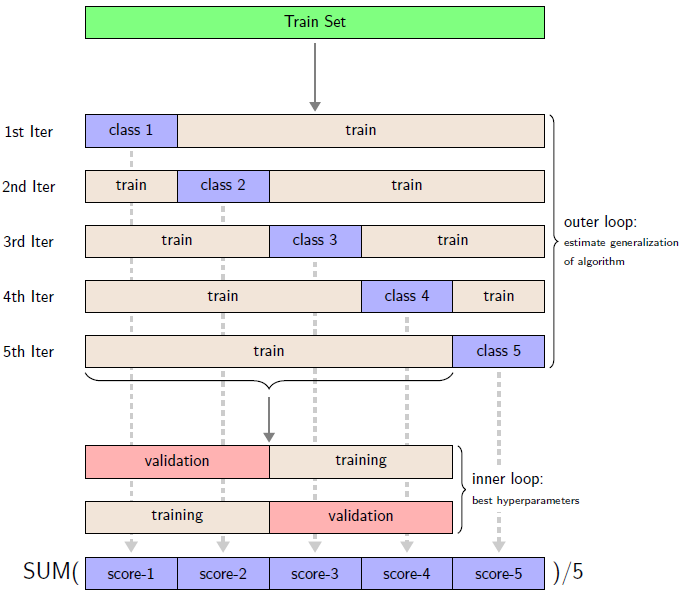 Train Set
1st Iter
class 1
train
2nd Iter
train
class 2
train
3rd Iter
train
class 3
train
outer loop:
estimate generalization
of algorithm
4th Iter
train
class 4
train
5th Iter
train
class 5
validation
training
inner loop:
best hyperparameters
training
validation
SUM( score-1 score-2 score-3 score-4 score-5 )/5